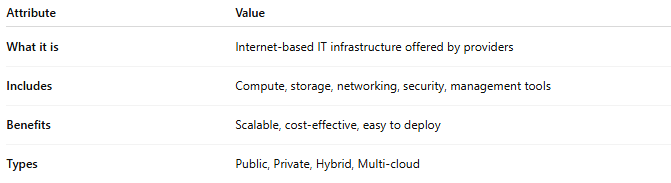 Attribute Value
What it is Internet-based IT infrastructure offered by providers
Includes Compute, storage, networking, security, management tools
Benefits Scalable, cost-effective, easy to deploy
Types Public, Private, Hybrid, Multi-cloud